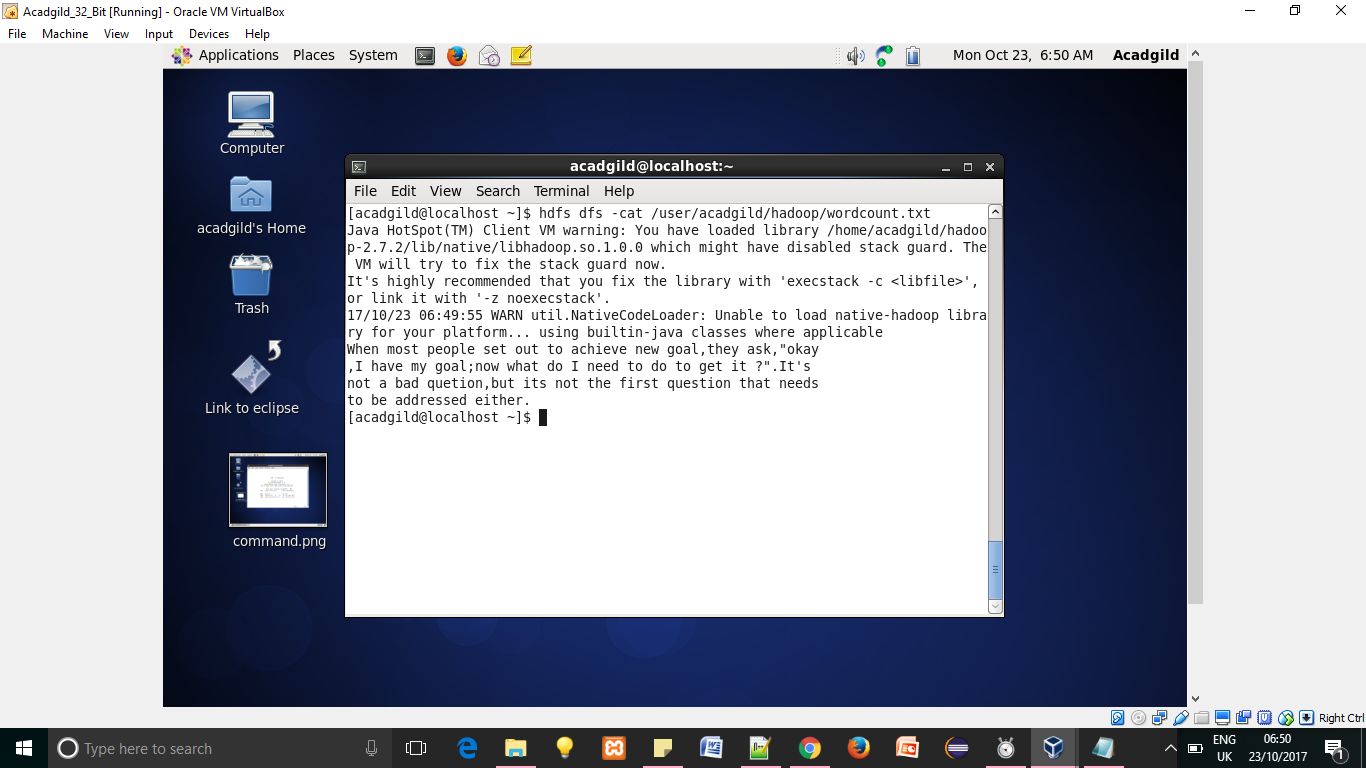 Acadgild_32_Bit [Running] - Oracle VM VirtualBox
File Machine View Input Devices Help
Applications Places System Mon Oct 23, 6:50 AM Acadgild
Computer
acadgild's Home
Trash
Link to eclipse
command.png
acadgild@localhost:~
File Edit View Search Terminal Help
[acadgild@localhost ~]$ hdfs dfs -cat /user/acadgild/hadoop/wordcount.txt
Java HotSpot(TM) Client VM warning: You have loaded library /home/acadgild/hadoo
p-2.7.2/lib/native/libhadoop.so.1.0.0 which might have disabled stack guard. The
 VM will try to fix the stack guard now.
It's highly recommended that you fix the library with 'execstack -c <libfile>',
or link it with '-z noexecstack'.
17/10/23 06:49:55 WARN util.NativeCodeLoader: Unable to load native-hadoop libra
ry for your platform... using builtin-java classes where applicable
When most people set out to achieve new goal,they ask,"okay
,I have my goal;now what do I need to do to get it ?".It's
not a bad quetion,but its not the first question that needs
to be addressed either.
[acadgild@localhost ~]$
Right Ctrl
Type here to search
ENG
UK
06:50
23/10/2017
1